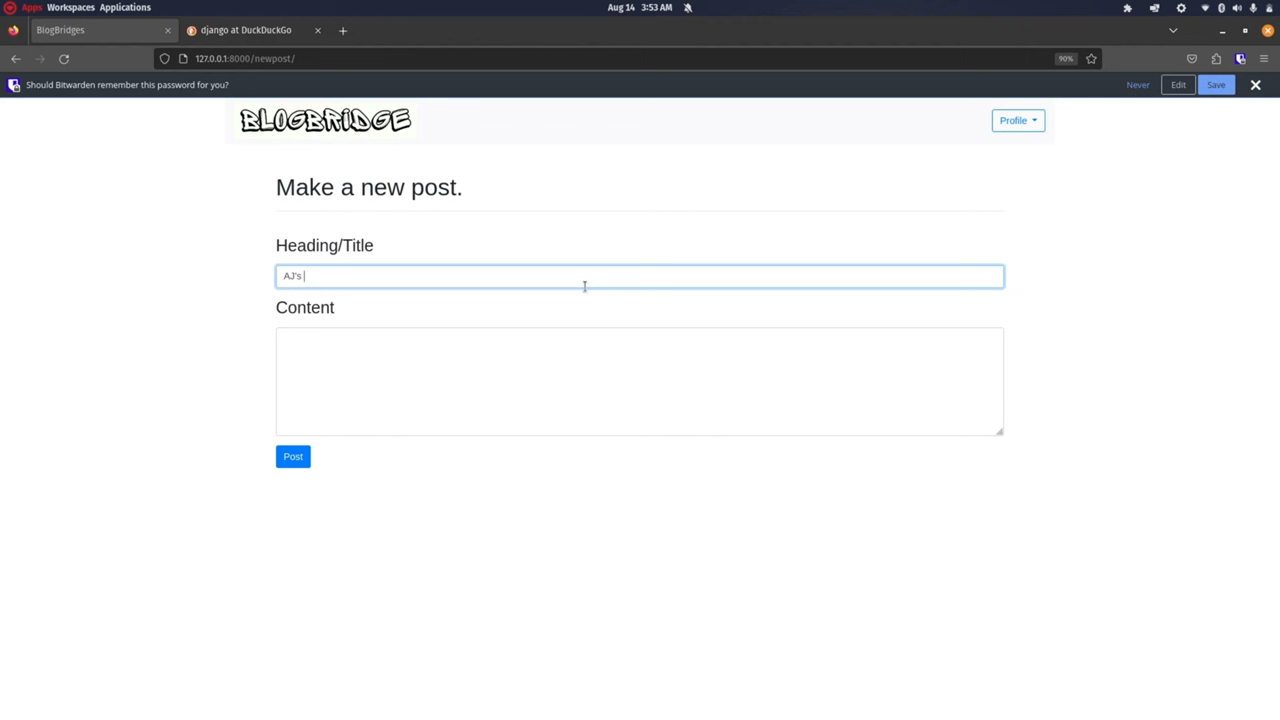 Apps Workspaces Applications Aug 14 3:53 AM
BlogBridges django at DuckDuckGo
127.0.0.1:8000/newpost/ 90%
Should Bitwarden remember this password for you? Never Edit Save
BLOGBRiDGE Profile
Make a new post.
Heading/Title
AJ's
Content
Post